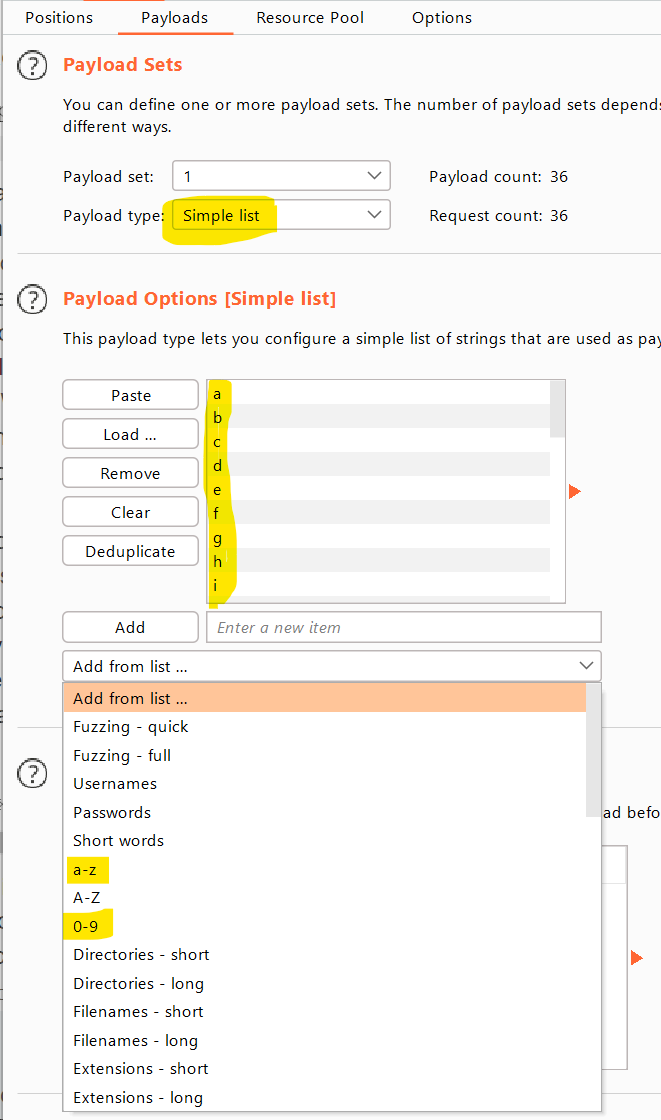 Positions Payloads Resource Pool Options
Payload Sets
You can define one or more payload sets. The number of payload sets depends
different ways.
Payload set: 1 Payload count: 36
Payload type: Simple list Request count: 36
Payload Options [Simple list]
This payload type lets you configure a simple list of strings that are used as pay
Paste
Load ...
Remove
Clear
Deduplicate
a
b
c
d
e
f
g
h
i
Add Enter a new item
Add from list ...
Add from list ...
Fuzzing - quick
Fuzzing - full
Usernames
Passwords
Short words
a-z
A-Z
0-9
Directories - short
Directories - long
Filenames - short
Filenames - long
Extensions - short
Extensions - long
ad befo